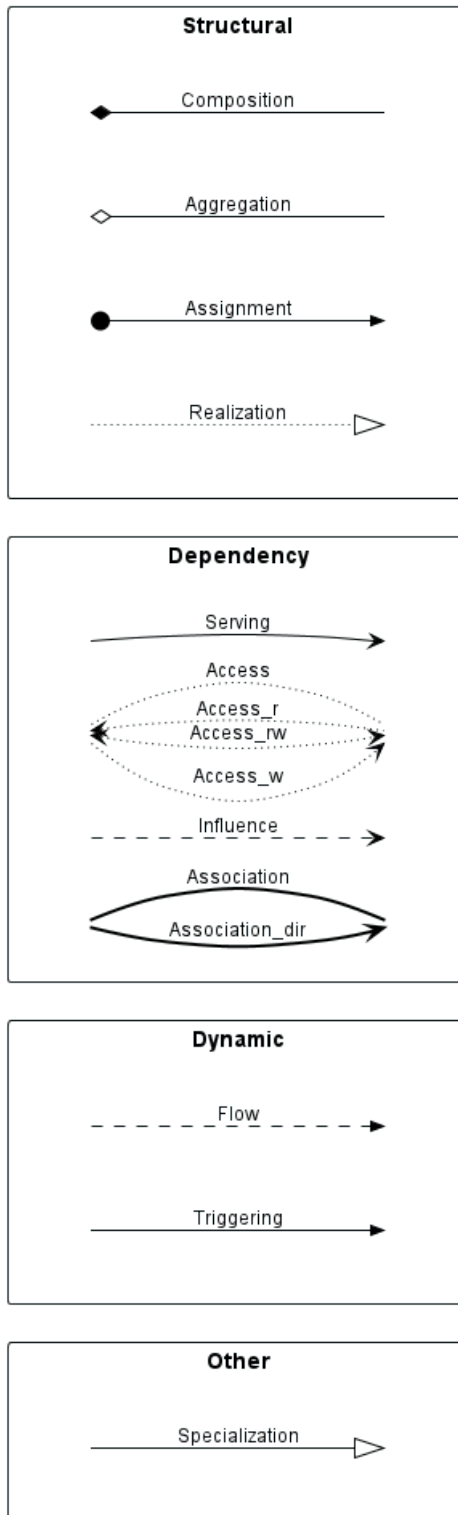 Structural
Composition
Aggregation
Assignment
Realization
Dependency
Serving
Access
Access_r
Access_rw
Access_w
Influence
Association
Association_dir
Dynamic
Flow
Triggering
Other
Specialization